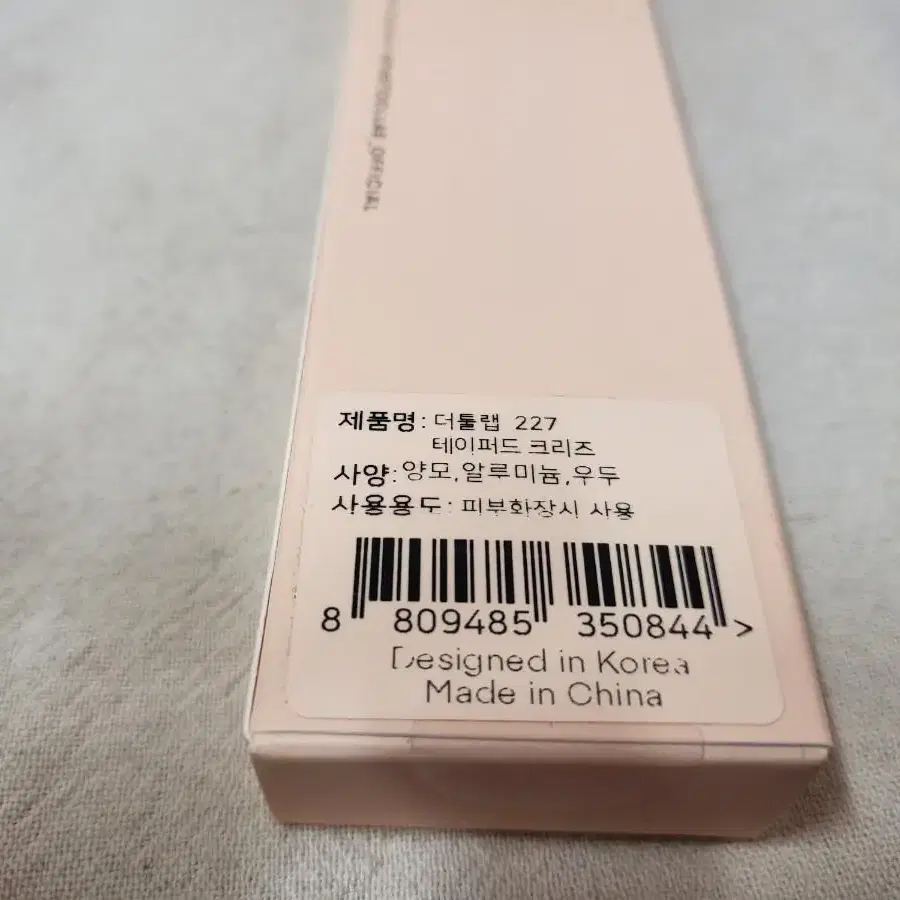 OFFICIAL
제품명: 더툴랩 227
테이퍼드 크리즈
사양: 양모,알루미늄,우두
사용용도: 피부화장시 사용
8 809485 350844 >
Designed in Korea
Made in China